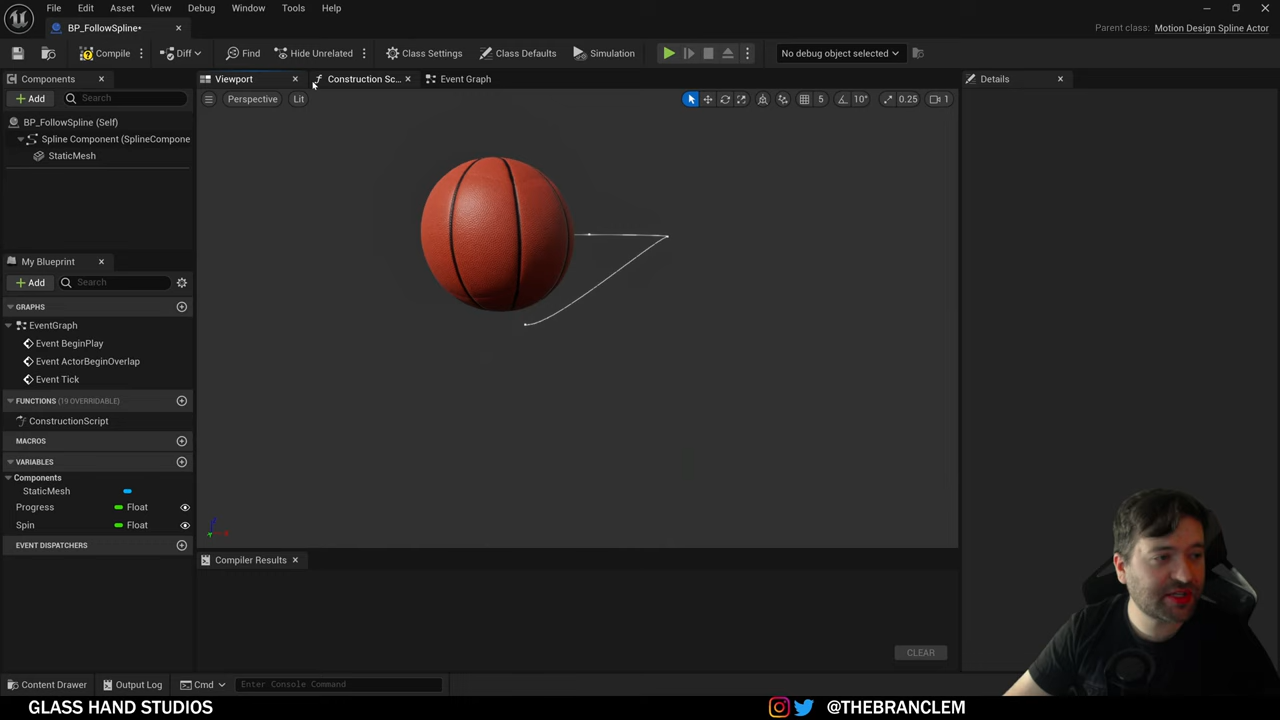 File Edit Asset View Debug Window Tools Help
BP_FollowSpline*
Parent class: Motion Design Spline Actor
Compile Diff Find Hide Unrelated Class Settings Class Defaults Simulation No debug object selected
Components Viewport Construction Sc... Event Graph Details
Add Search Perspective Lit 5 10° 0.25 1
BP_FollowSpline (Self)
Spline Component (SplineCompone
StaticMesh
My Blueprint
Add Search
GRAPHS
EventGraph
Event BeginPlay
Event ActorBeginOverlap
Event Tick
FUNCTIONS (19 OVERRIDABLE)
ConstructionScript
MACROS
VARIABLES
Components
StaticMesh
Progress Float
Spin Float
EVENT DISPATCHERS
Compiler Results
CLEAR
Content Drawer Output Log Cmd Enter Console Command
GLASS HAND STUDIOS @THEBRANCLEM